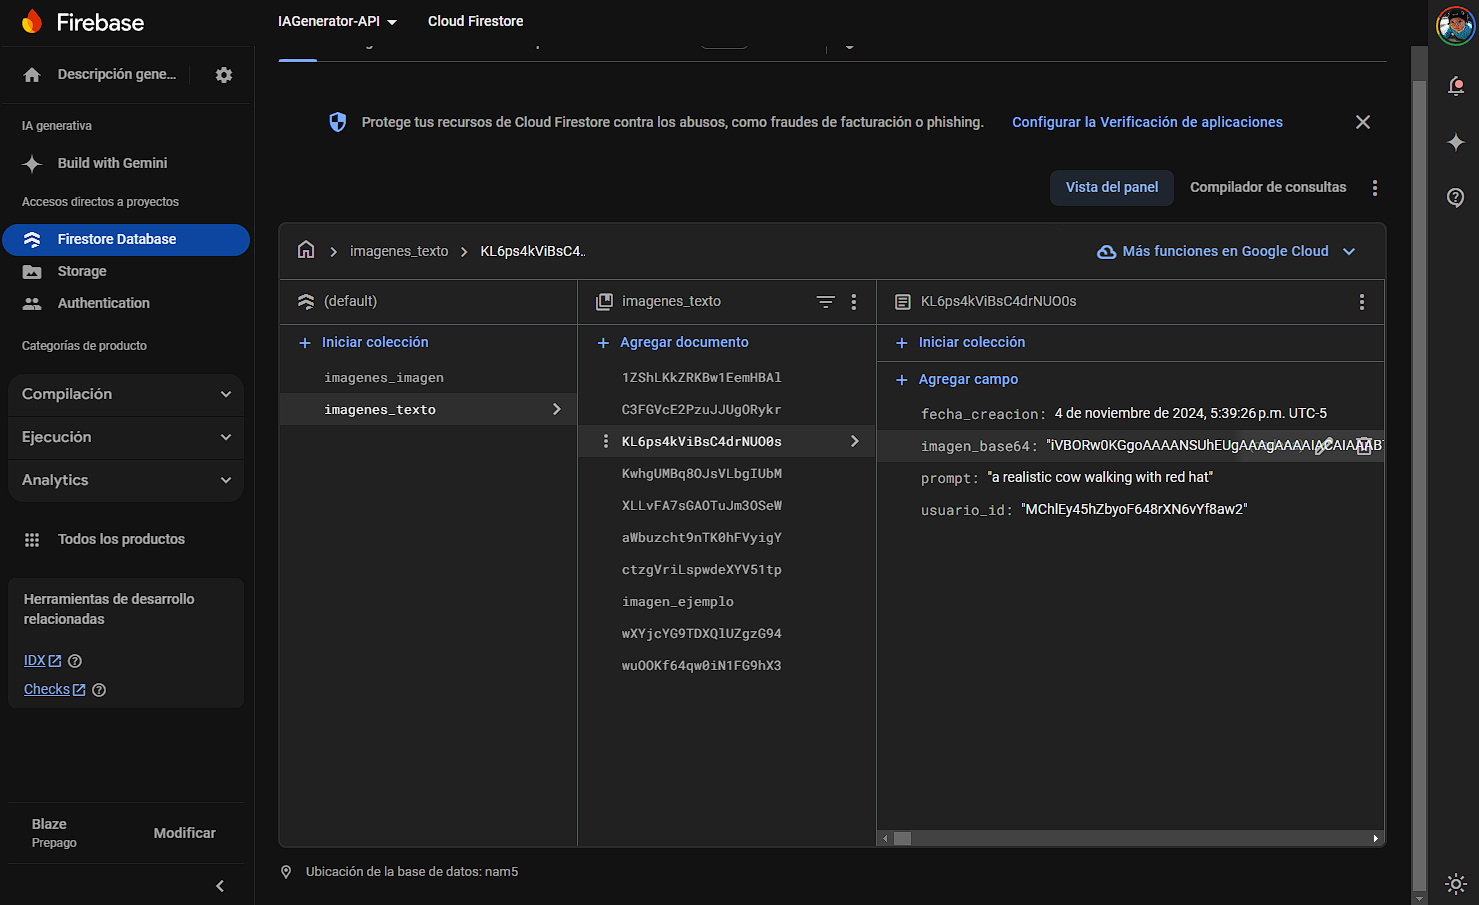 Firebase
IAGenerator-API
Cloud Firestore
Descripción gene...
IA generativa
Build with Gemini
Accesos directos a proyectos
Firestore Database
Storage
Authentication
Categorías de producto
Compilación
Ejecución
Analytics
Todos los productos
Herramientas de desarrollo
relacionadas
IDX
Checks
Blaze
Prepago
Modificar
Protege tus recursos de Cloud Firestore contra los abusos, como fraudes de facturación o phishing.
Configurar la Verificación de aplicaciones
Vista del panel
Compilador de consultas
imagenes_texto
KL6ps4kViBsC4..
Más funciones en Google Cloud
(default)
Iniciar colección
imagenes_imagen
imagenes_texto
imagenes_texto
Agregar documento
1ZShLKkZRKBw1EemHBAl
C3FGVcE2PzuJJUgORykr
KL6ps4kViBsC4drNUO0s
KwhgUMBq8OJsVLbgIUbM
XLLvFA7sGAOTuJm3OSeW
aWbuzcht9nTK0hFVyigY
ctzgVriLspwdeXYV51tp
imagen_ejemplo
wXYjcYG9TDXQlUZgzG94
wuOOKf64qw0iN1FG9hX3
KL6ps4kViBsC4drNUO0s
Iniciar colección
Agregar campo
fecha_creacion: 4 de noviembre de 2024, 5:39:26 p.m. UTC-5
imagen_base64: "iVBORw0KGgoAAAANSUhEUgAAAgAAAAIACAIAAAB
prompt: "a realistic cow walking with red hat"
usuario_id: "MChlEy45hZbyoF648rXN6vYf8aw2"
Ubicación de la base de datos: nam5